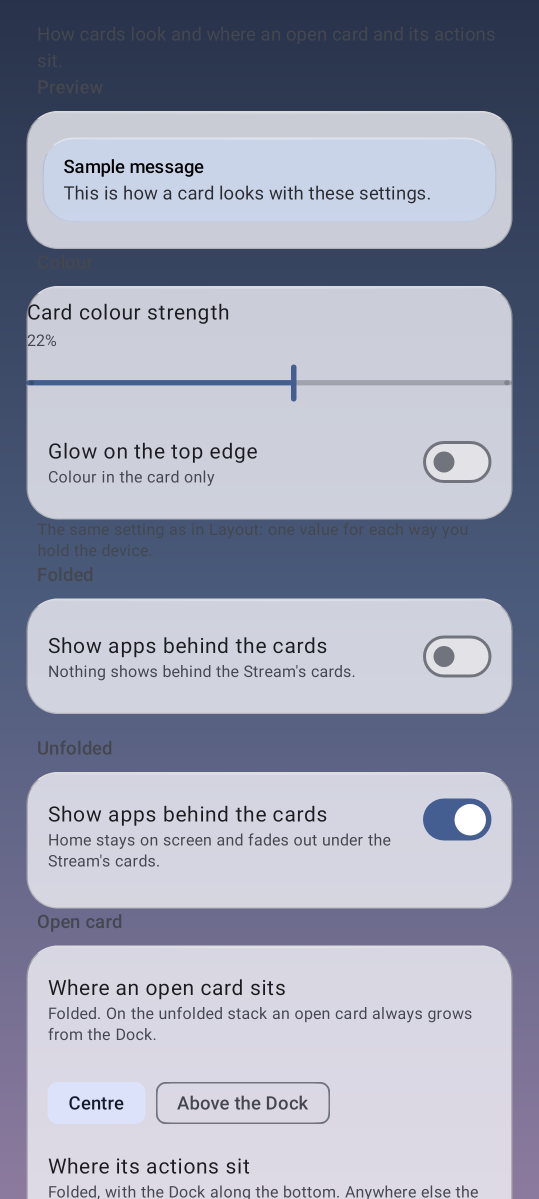 How cards look and where an open card and its actions
sit.
Preview
Sample message
This is how a card looks with these settings.
Colour
Card colour strength
22%
Glow on the top edge
Colour in the card only
The same setting as in Layout: one value for each way you
hold the device.
Folded
Show apps behind the cards
Nothing shows behind the Stream's cards.
Unfolded
Show apps behind the cards
Home stays on screen and fades out under the
Stream's cards.
Open card
Where an open card sits
Folded. On the unfolded stack an open card always grows
from the Dock.
Centre
Above the Dock
Where its actions sit
Folded, with the Dock along the bottom. Anywhere else the